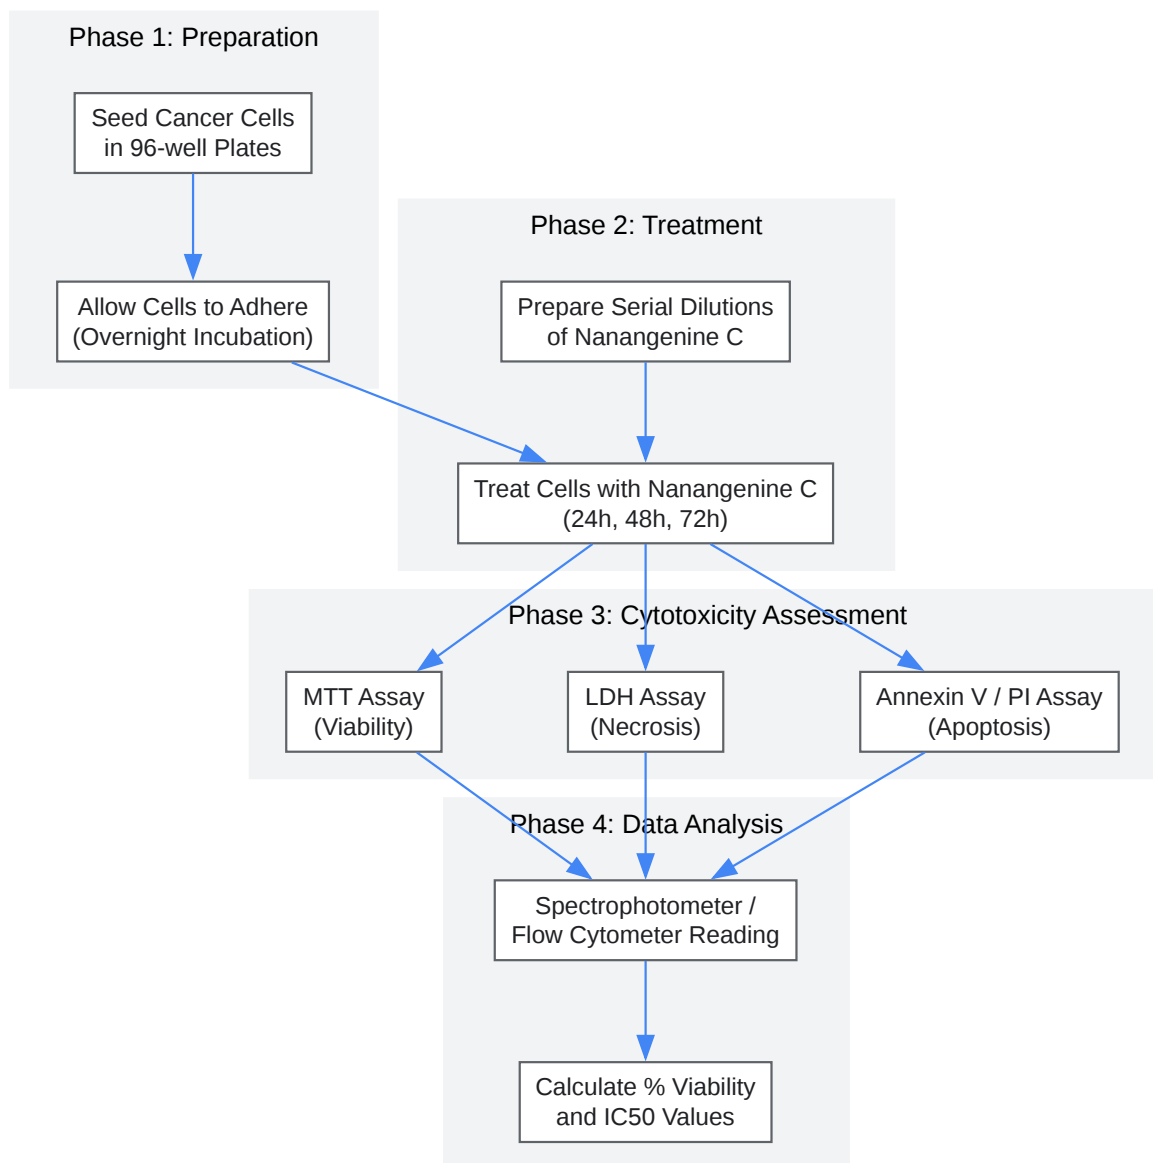 Phase 1: Preparation
Seed Cancer Cells
in 96-well Plates
Allow Cells to Adhere
(Overnight Incubation)
Phase 2: Treatment
Prepare Serial Dilutions
of Nanangenine C
Treat Cells with Nanangenine C
(24h, 48h, 72h)
Phase 3: Cytotoxicity Assessment
MTT Assay
(Viability)
LDH Assay
(Necrosis)
Annexin V / PI Assay
(Apoptosis)
Phase 4: Data Analysis
Spectrophotometer /
Flow Cytometer Reading
Calculate % Viability
and IC50 Values